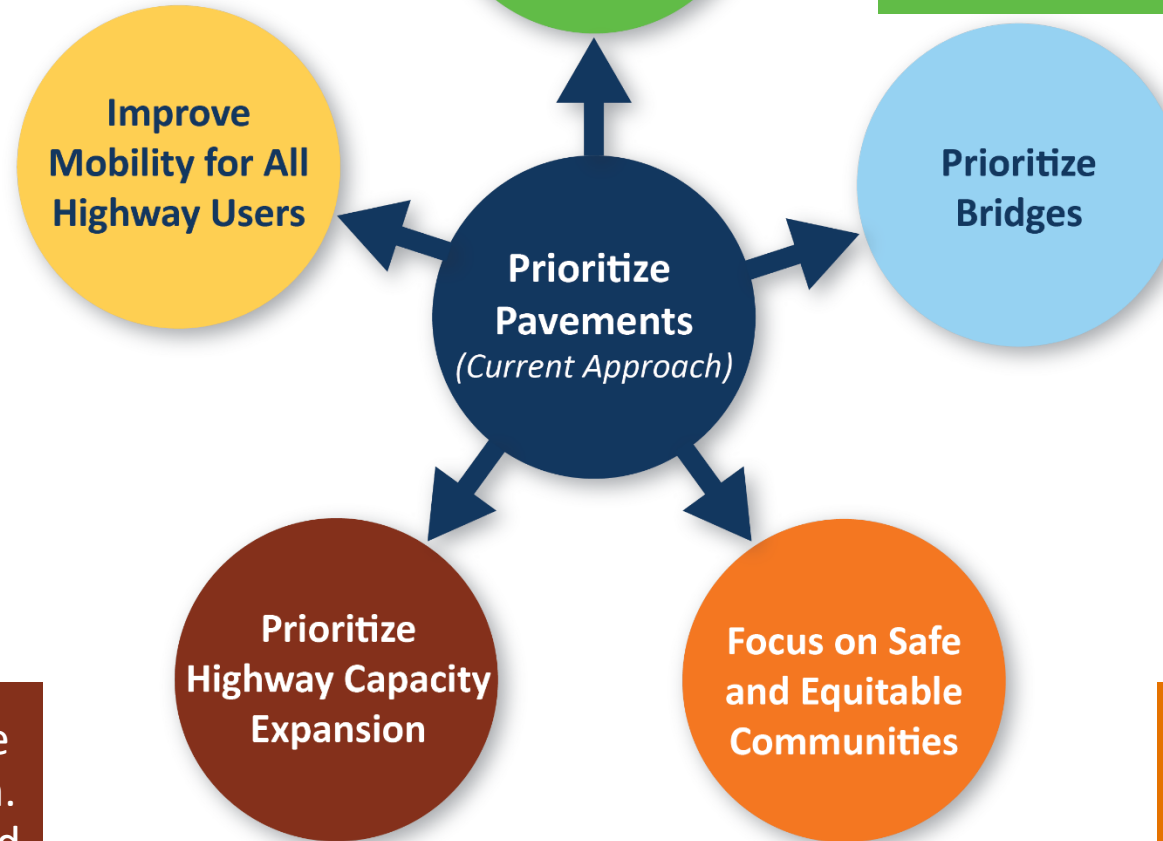 Improve
Mobility for All
Highway Users
Prioritize
Bridges
Prioritize
Pavements
(Current Approach)
Prioritize
Highway Capacity
Expansion
Focus on Safe
and Equitable
Communities